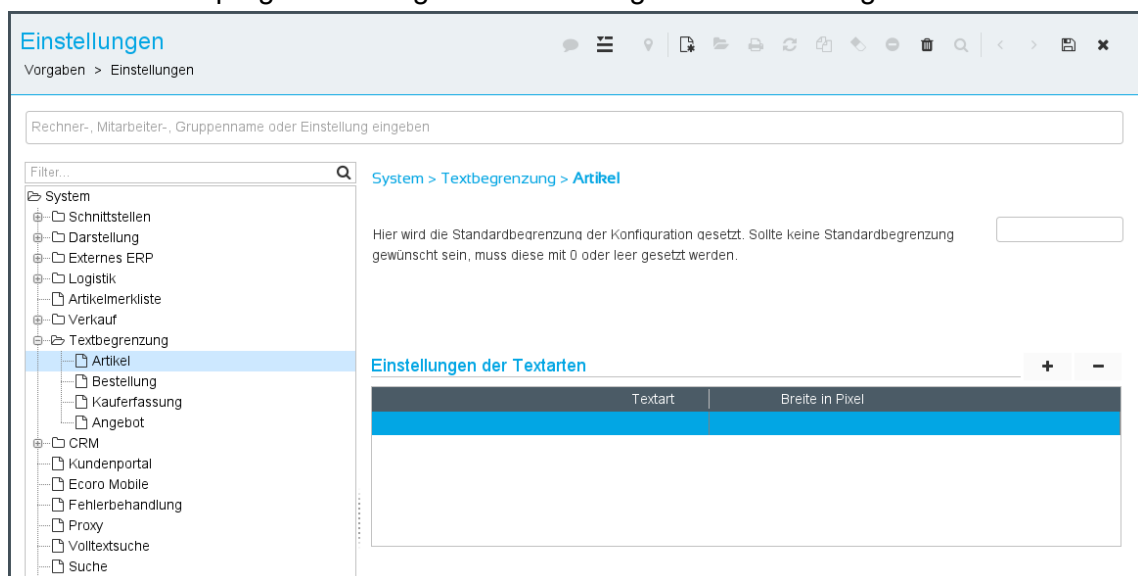 Einstellungen
Vorgaben > Einstellungen
Rechner-, Mitarbeiter-, Gruppenname oder Einstellung eingeben
Filter...
System
Schnittstellen
Darstellung
Externes ERP
Logistik
Artikelmerkliste
Verkauf
Textbegrenzung
Artikel
Bestellung
Kauferfassung
Angebot
CRM
Kundenportal
Ecoro Mobile
Fehlerbehandlung
Proxy
Volltextsuche
Suche
System > Textbegrenzung > Artikel
Hier wird die Standardbegrenzung der Konfiguration gesetzt. Sollte keine Standardbegrenzung
gewünscht sein, muss diese mit 0 oder leer gesetzt werden.
Einstellungen der Textarten
Textart Breite in Pixel